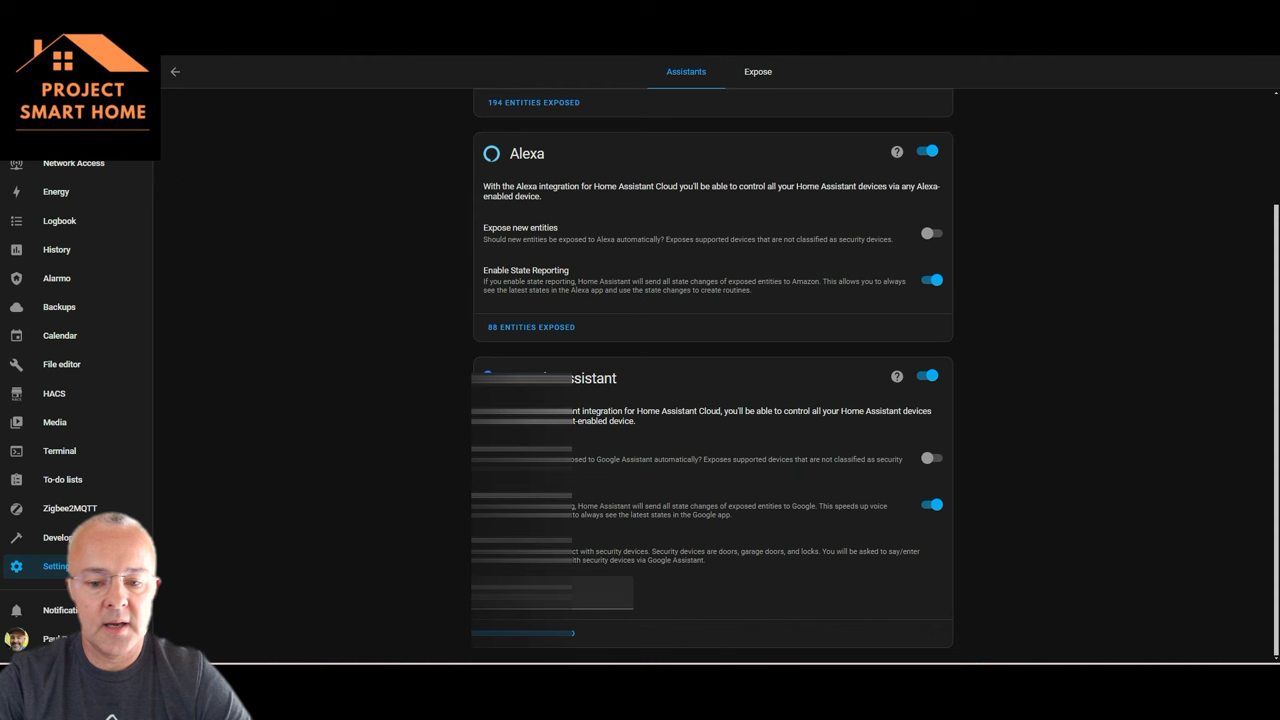 PROJECT
SMART HOME
Assistants
Expose
194 ENTITIES EXPOSED
Network Access
Energy
Logbook
History
Alarmo
Backups
Calendar
File editor
HACS
Media
Terminal
To-do lists
Zigbee2MQTT
Alexa
With the Alexa integration for Home Assistant Cloud you'll be able to control all your Home Assistant devices via any Alexa-
enabled device.
Expose new entities
Should new entities be exposed to Alexa automatically? Exposes supported devices that are not classified as security devices.
Enable State Reporting
If you enable state reporting, Home Assistant will send all state changes of exposed entities to Amazon. This allows you to always
see the latest states in the Alexa app and use the state changes to create routines.
88 ENTITIES EXPOSED
ssistant
nt integration for Home Assistant Cloud, you'll be able to control all your Home Assistant devices
t-enabled device.
osed to Google Assistant automatically? Exposes supported devices that are not classified as security
, Home Assistant will send all state changes of exposed entities to Google. This speeds up voice
to always see the latest states in the Google app.
ct with security devices. Security devices are doors, garage doors, and locks. You will be asked to say/enter
ith security devices via Google Assistant.